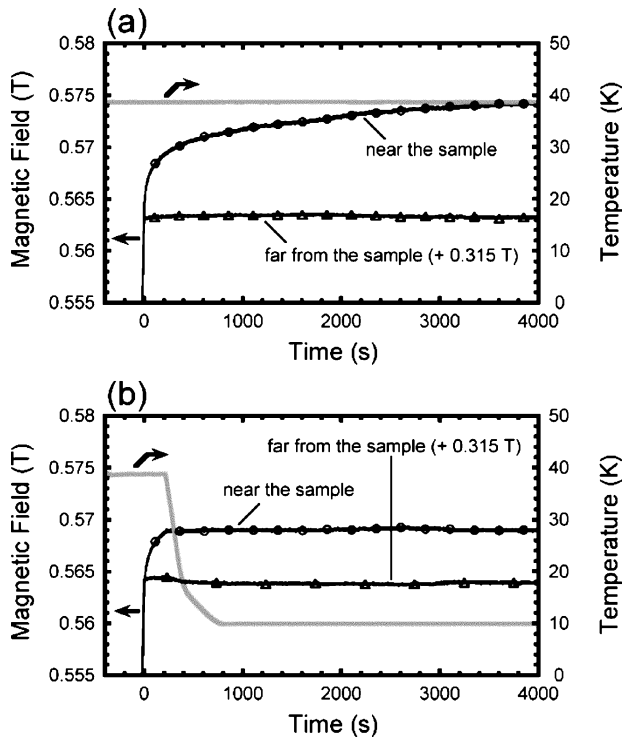 (a)
0.58
0.575
0.57
0.565
0.56
0.555
Magnetic Field (T)
50
40
30
20
10
0
Temperature (K)
near the sample
far from the sample (+ 0.315 T)
0 1000 2000 3000 4000
Time (s)
(b)
0.58
0.575
0.57
0.565
0.56
0.555
Magnetic Field (T)
50
40
30
20
10
0
Temperature (K)
far from the sample (+ 0.315 T)
near the sample
0 1000 2000 3000 4000
Time (s)